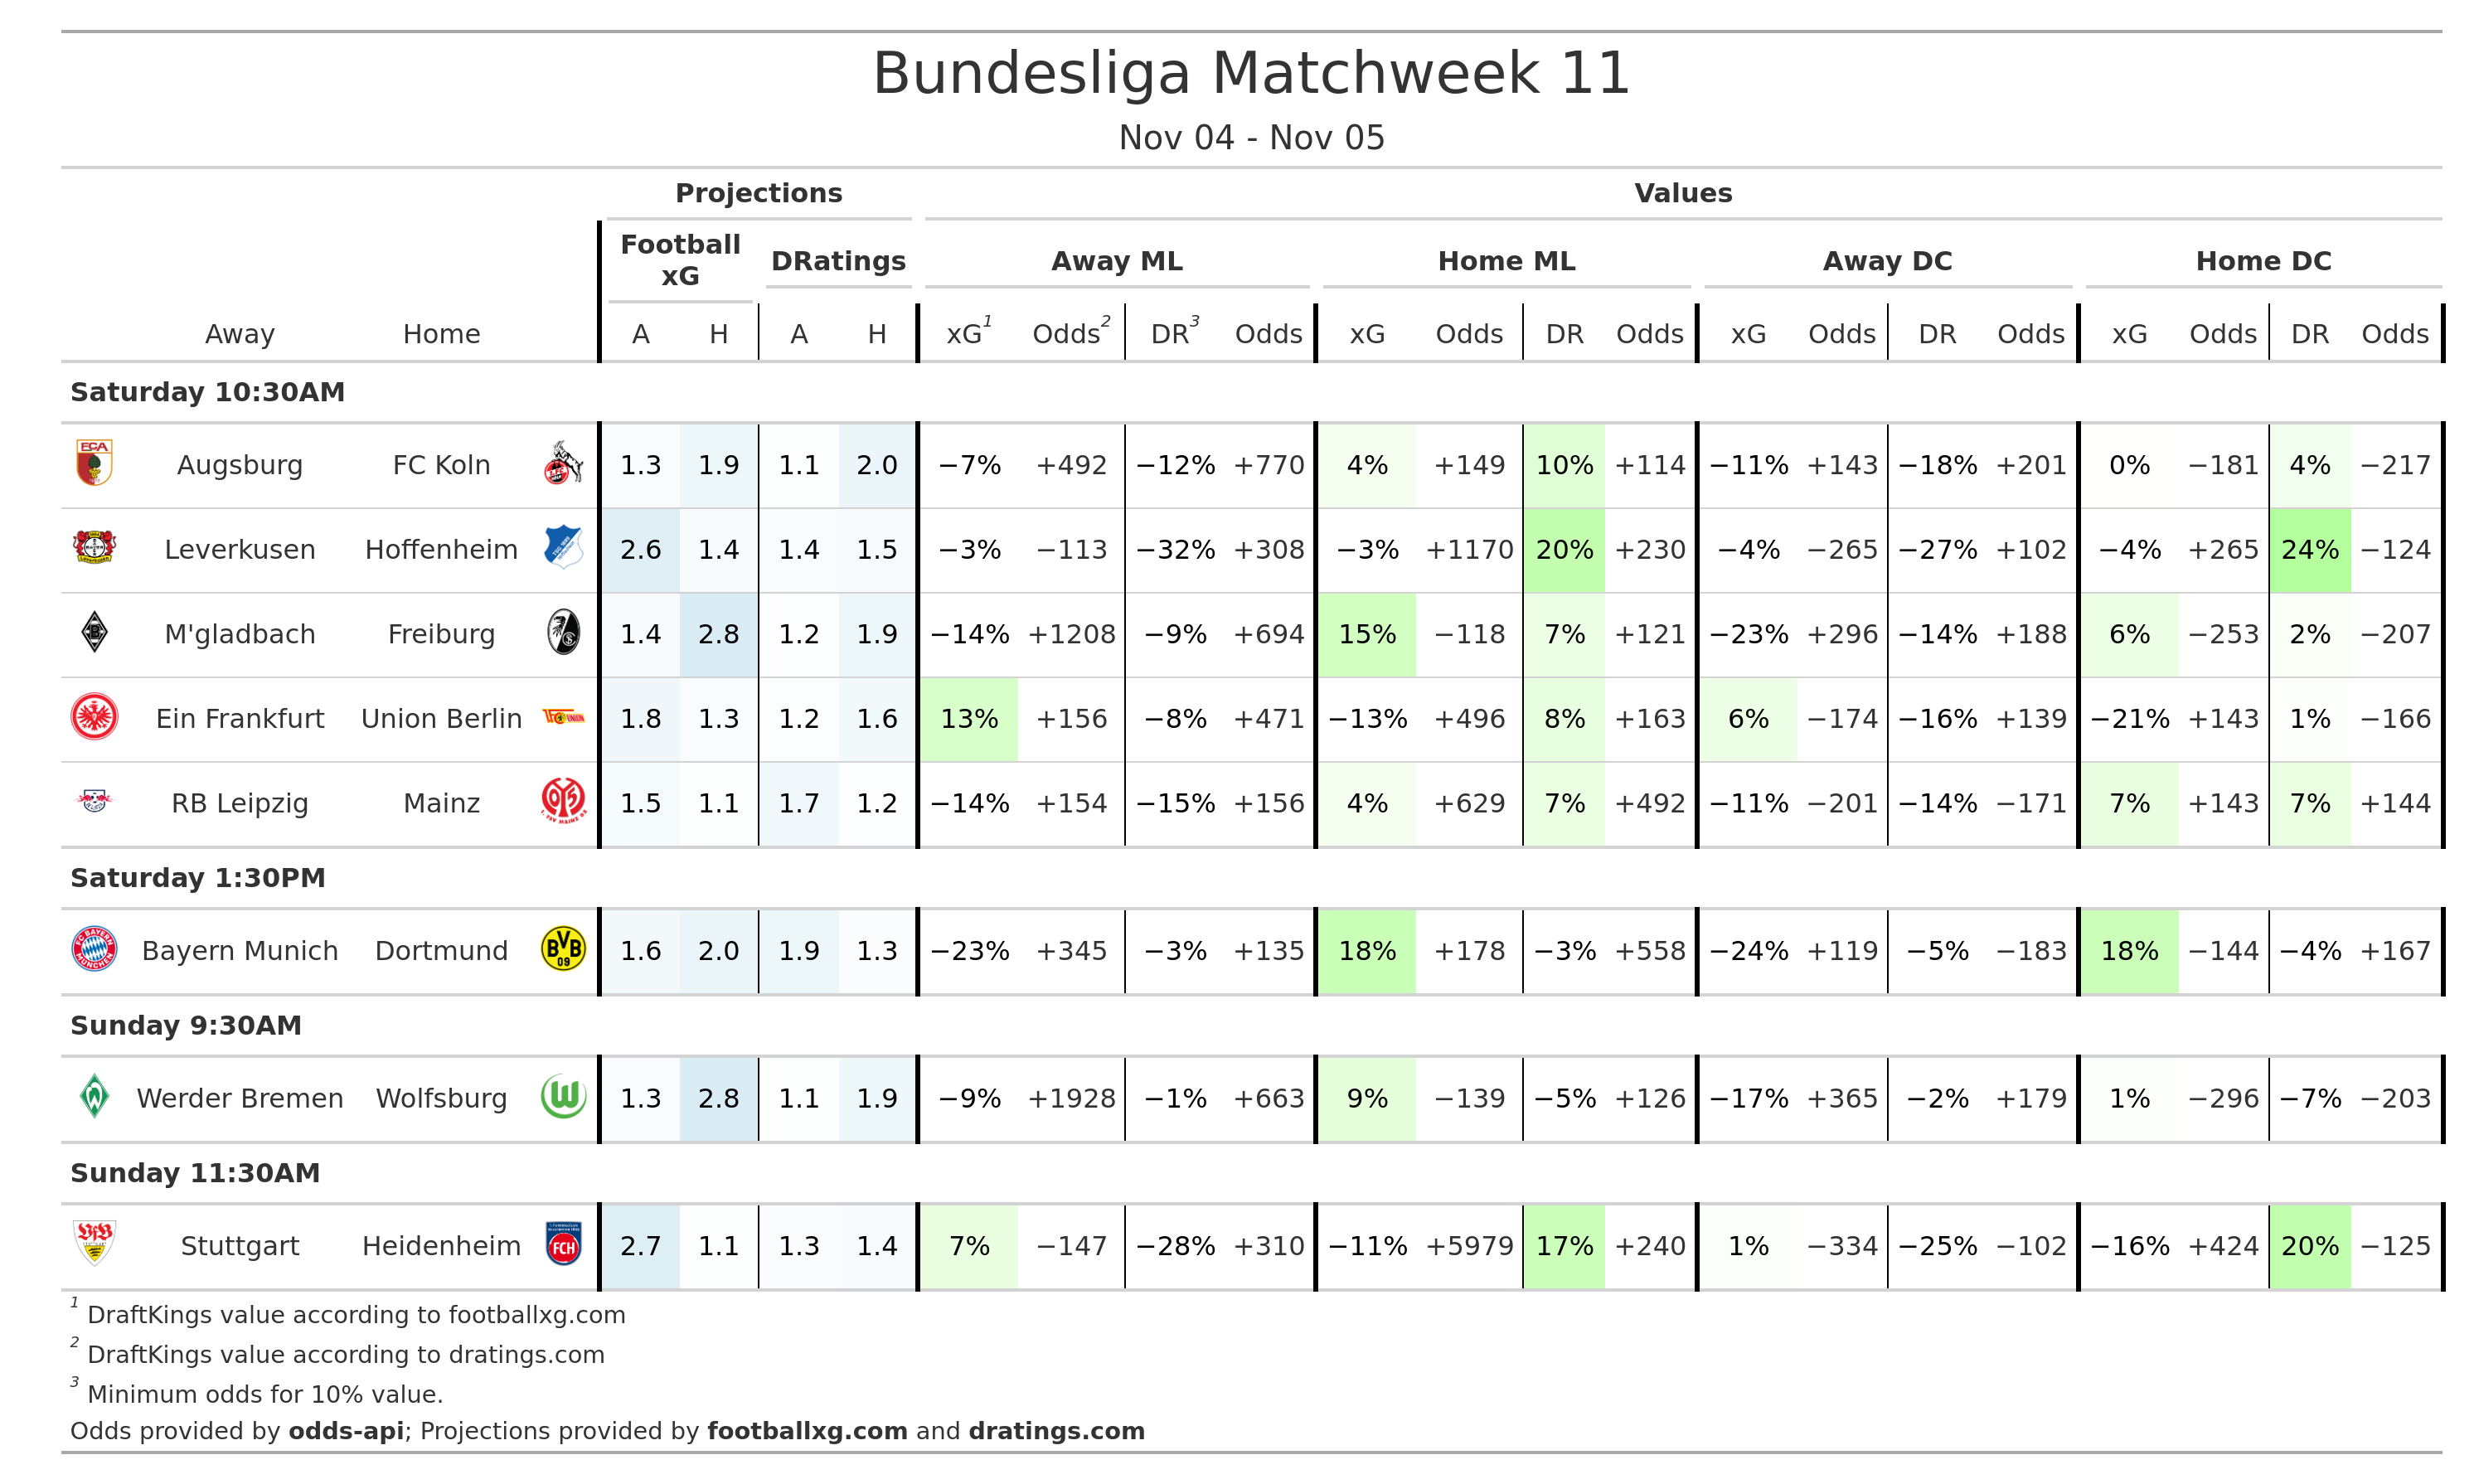 Bundesliga Matchweek 11
Nov 04 - Nov 05
Projections Values
Football xG DRatings Away ML Home ML Away DC Home DC
Away Home A H A H xG1 Odds2 DR3 Odds xG Odds DR Odds xG Odds DR Odds xG Odds DR Odds
Saturday 10:30AM
Augsburg FC Koln 1.3 1.9 1.1 2.0 −7% +492 −12% +770 4% +149 10% +114 −11% +143 −18% +201 0% −181 4% −217
Leverkusen Hoffenheim 2.6 1.4 1.4 1.5 −3% −113 −32% +308 −3% +1170 20% +230 −4% −265 −27% +102 −4% +265 24% −124
M'gladbach Freiburg 1.4 2.8 1.2 1.9 −14% +1208 −9% +694 15% −118 7% +121 −23% +296 −14% +188 6% −253 2% −207
Ein Frankfurt Union Berlin 1.8 1.3 1.2 1.6 13% +156 −8% +471 −13% +496 8% +163 6% −174 −16% +139 −21% +143 1% −166
RB Leipzig Mainz 1.5 1.1 1.7 1.2 −14% +154 −15% +156 4% +629 7% +492 −11% −201 −14% −171 7% +143 7% +144
Saturday 1:30PM
Bayern Munich Dortmund 1.6 2.0 1.9 1.3 −23% +345 −3% +135 18% +178 −3% +558 −24% +119 −5% −183 18% −144 −4% +167
Sunday 9:30AM
Werder Bremen Wolfsburg 1.3 2.8 1.1 1.9 −9% +1928 −1% +663 9% −139 −5% +126 −17% +365 −2% +179 1% −296 −7% −203
Sunday 11:30AM
Stuttgart Heidenheim 2.7 1.1 1.3 1.4 7% −147 −28% +310 −11% +5979 17% +240 1% −334 −25% −102 −16% +424 20% −125
1 DraftKings value according to footballxg.com
2 DraftKings value according to dratings.com
3 Minimum odds for 10% value.
Odds provided by odds-api; Projections provided by footballxg.com and dratings.com